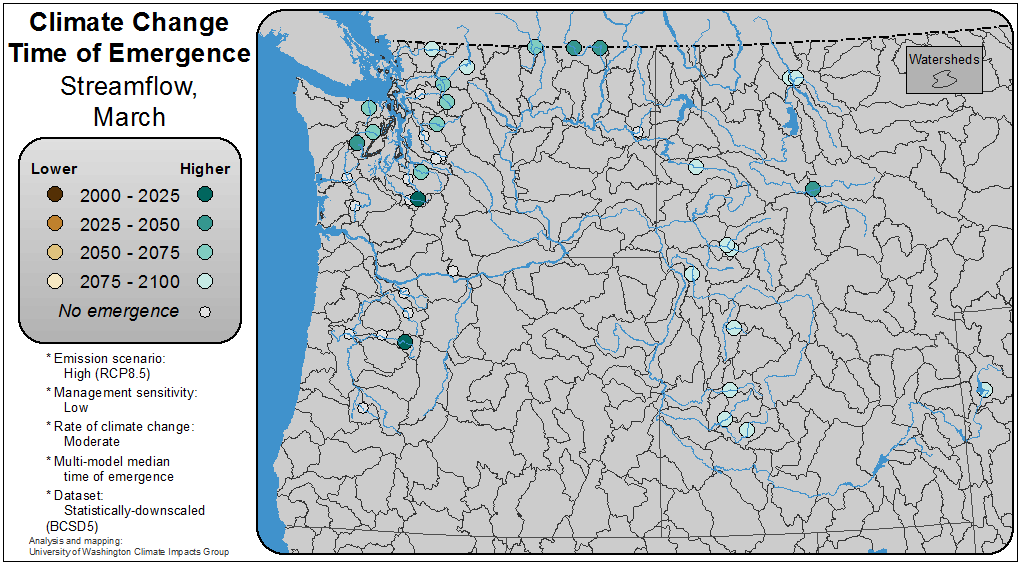 Climate Change
Time of Emergence
Streamflow,
March
Lower Higher
2000 - 2025
2025 - 2050
2050 - 2075
2075 - 2100
No emergence
* Emission scenario:
High (RCP8.5)
* Management sensitivity:
Low
* Rate of climate change:
Moderate
* Multi-model median
time of emergence
* Dataset:
Statistically-downscaled
(BCSD5)
Analysis and mapping:
University of Washington Climate Impacts Group
Watersheds